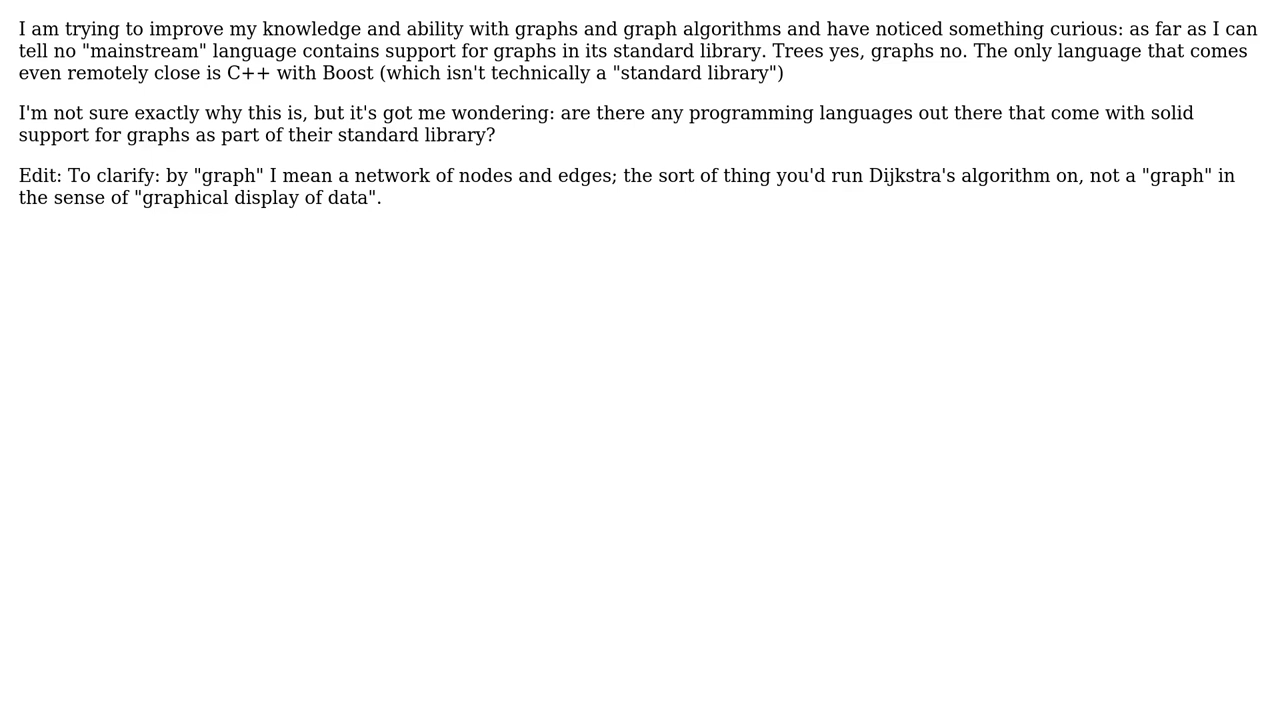 I am trying to improve my knowledge and ability with graphs and graph algorithms and have noticed something curious: as far as I can
tell no "mainstream" language contains support for graphs in its standard library. Trees yes, graphs no. The only language that comes
even remotely close is C++ with Boost (which isn't technically a "standard library")
I'm not sure exactly why this is, but it's got me wondering: are there any programming languages out there that come with solid
support for graphs as part of their standard library?
Edit: To clarify: by "graph" I mean a network of nodes and edges; the sort of thing you'd run Dijkstra's algorithm on, not a "graph" in
the sense of "graphical display of data".